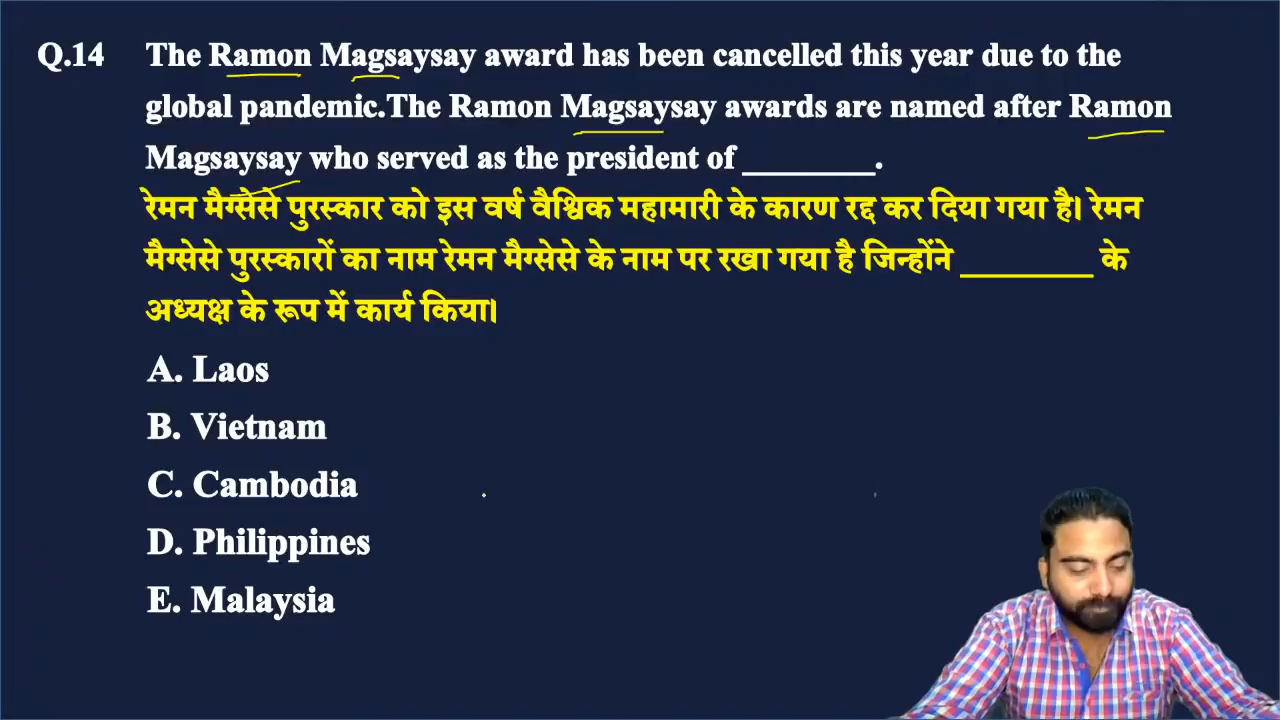 Q.14 The Ramon Magsaysay award has been cancelled this year due to the
global pandemic.The Ramon Magsaysay awards are named after Ramon
Magsaysay who served as the president of ________.
रेमन मैग्सेसे पुरस्कार को इस वर्ष वैश्विक महामारी के कारण रद्द कर दिया गया है। रेमन
मैग्सेसे पुरस्कारों का नाम रेमन मैग्सेसे के नाम पर रखा गया है जिन्होंने ________ के
अध्यक्ष के रूप में कार्य किया।
A. Laos
B. Vietnam
C. Cambodia
D. Philippines
E. Malaysia